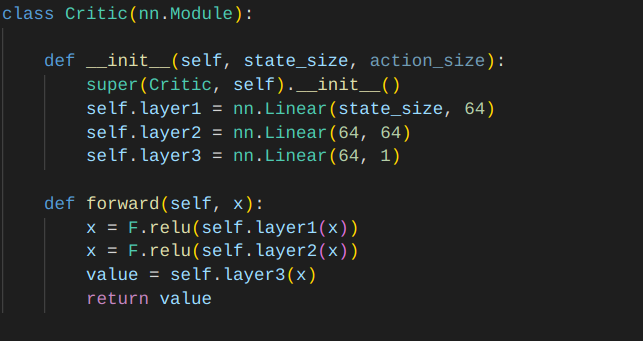 class Critic(nn.Module):
def __init__(self, state_size, action_size):
super(Critic, self).__init__()
self.layer1 = nn.Linear(state_size, 64)
self.layer2 = nn.Linear(64, 64)
self.layer3 = nn.Linear(64, 1)
def forward(self, x):
x = F.relu(self.layer1(x))
x = F.relu(self.layer2(x))
value = self.layer3(x)
return value